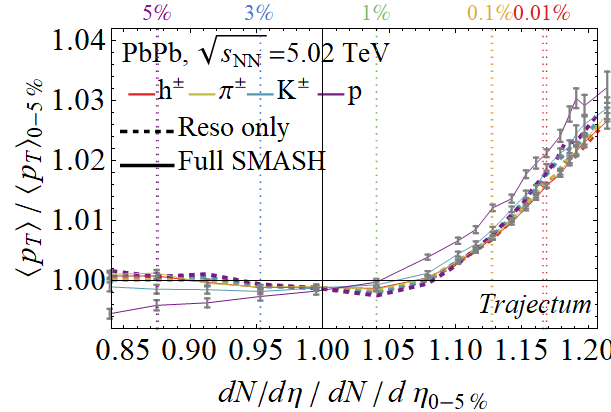 5% 3% 1% 0.1% 0.01%
1.04
PbPb, √sNN =5.02 TeV
1.03
h± π± K± p
Reso only
1.02
Full SMASH
⟨pT⟩ / ⟨pT⟩0-5 %
1.01
1.00
Trajectum
0.85 0.90 0.95 1.00 1.05 1.10 1.15 1.20
dN/dη / dN / d η0-5 %